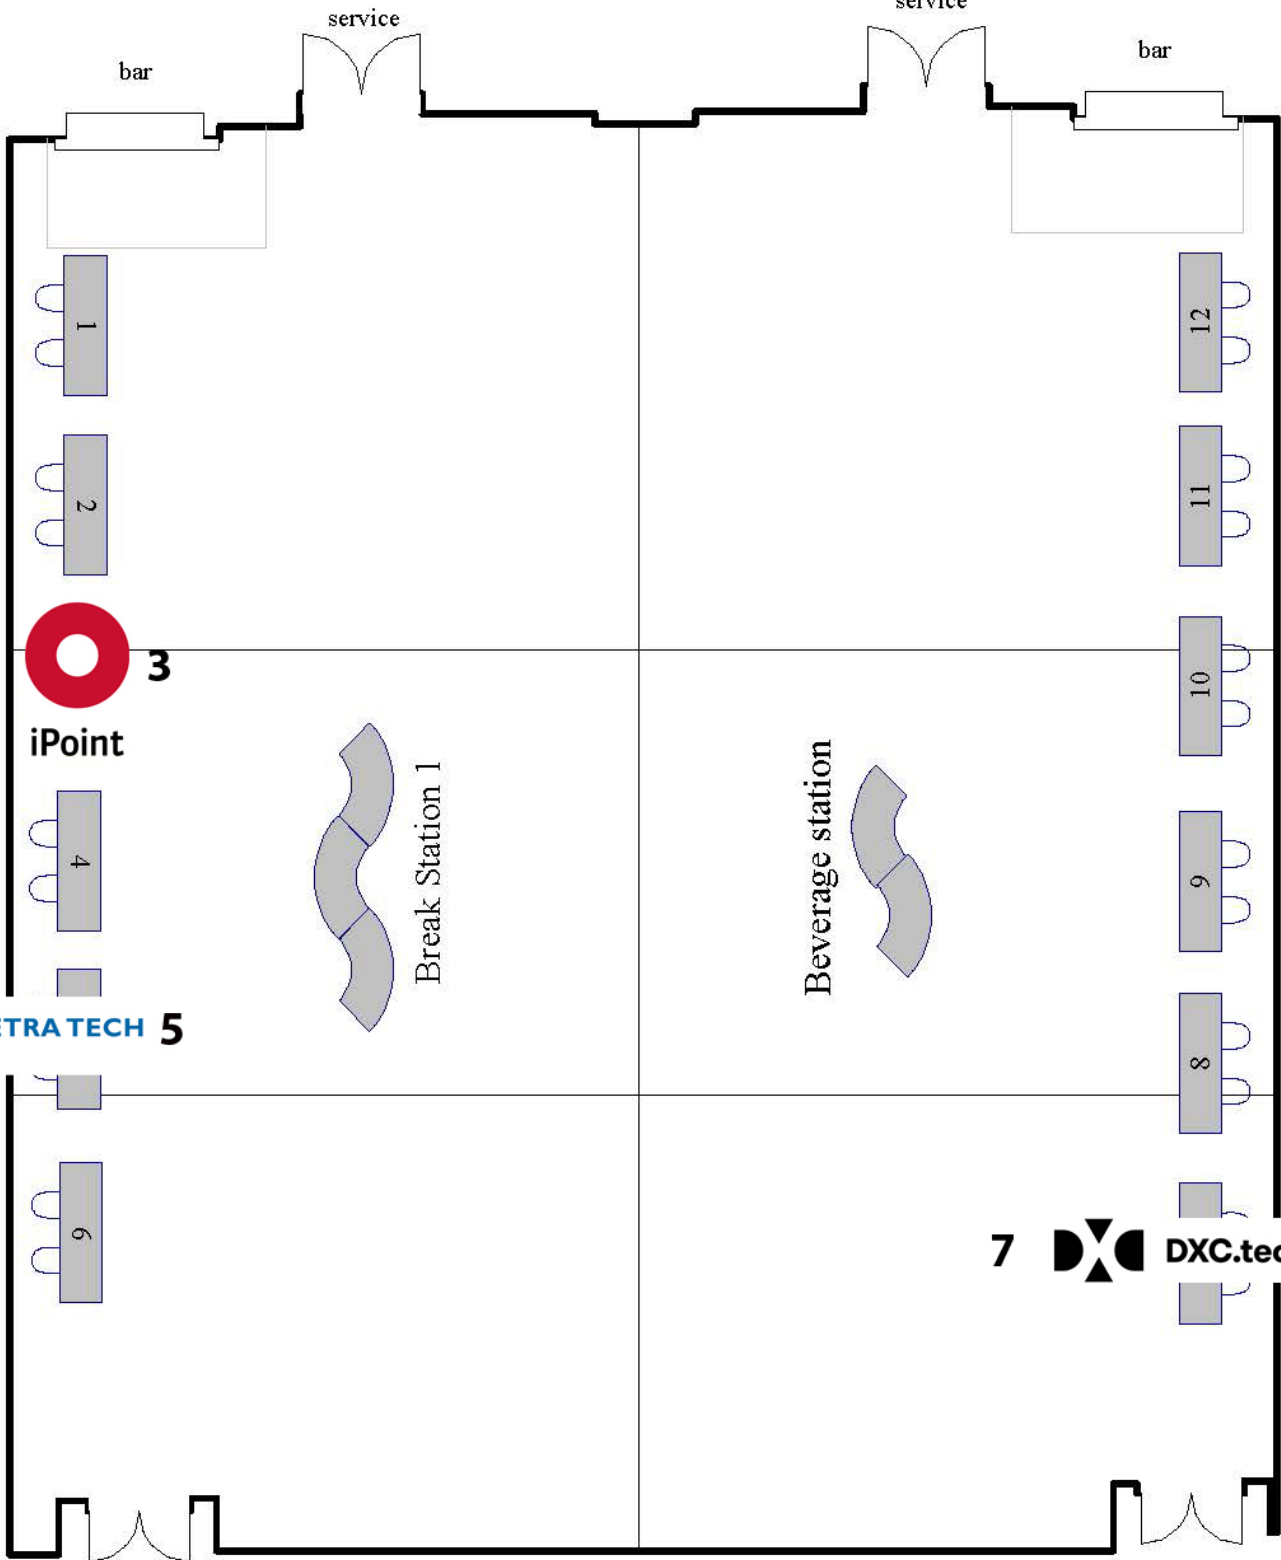 service
service
bar
bar
1
12
2
11
3
10
iPoint
Break Station 1
Beverage station
4
9
ETRA TECH 5
8
6
7 DXC.tec